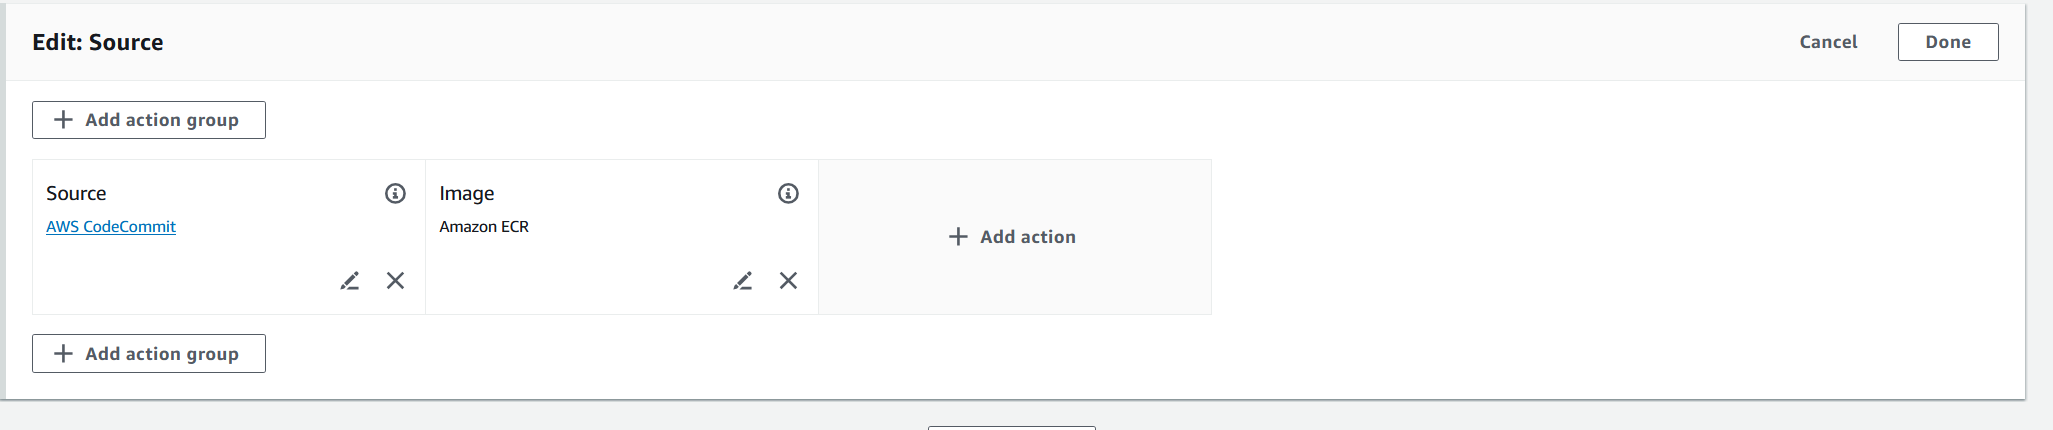 Edit: Source
Cancel
Done
Add action group
Source
AWS CodeCommit
Image
Amazon ECR
Add action
Add action group